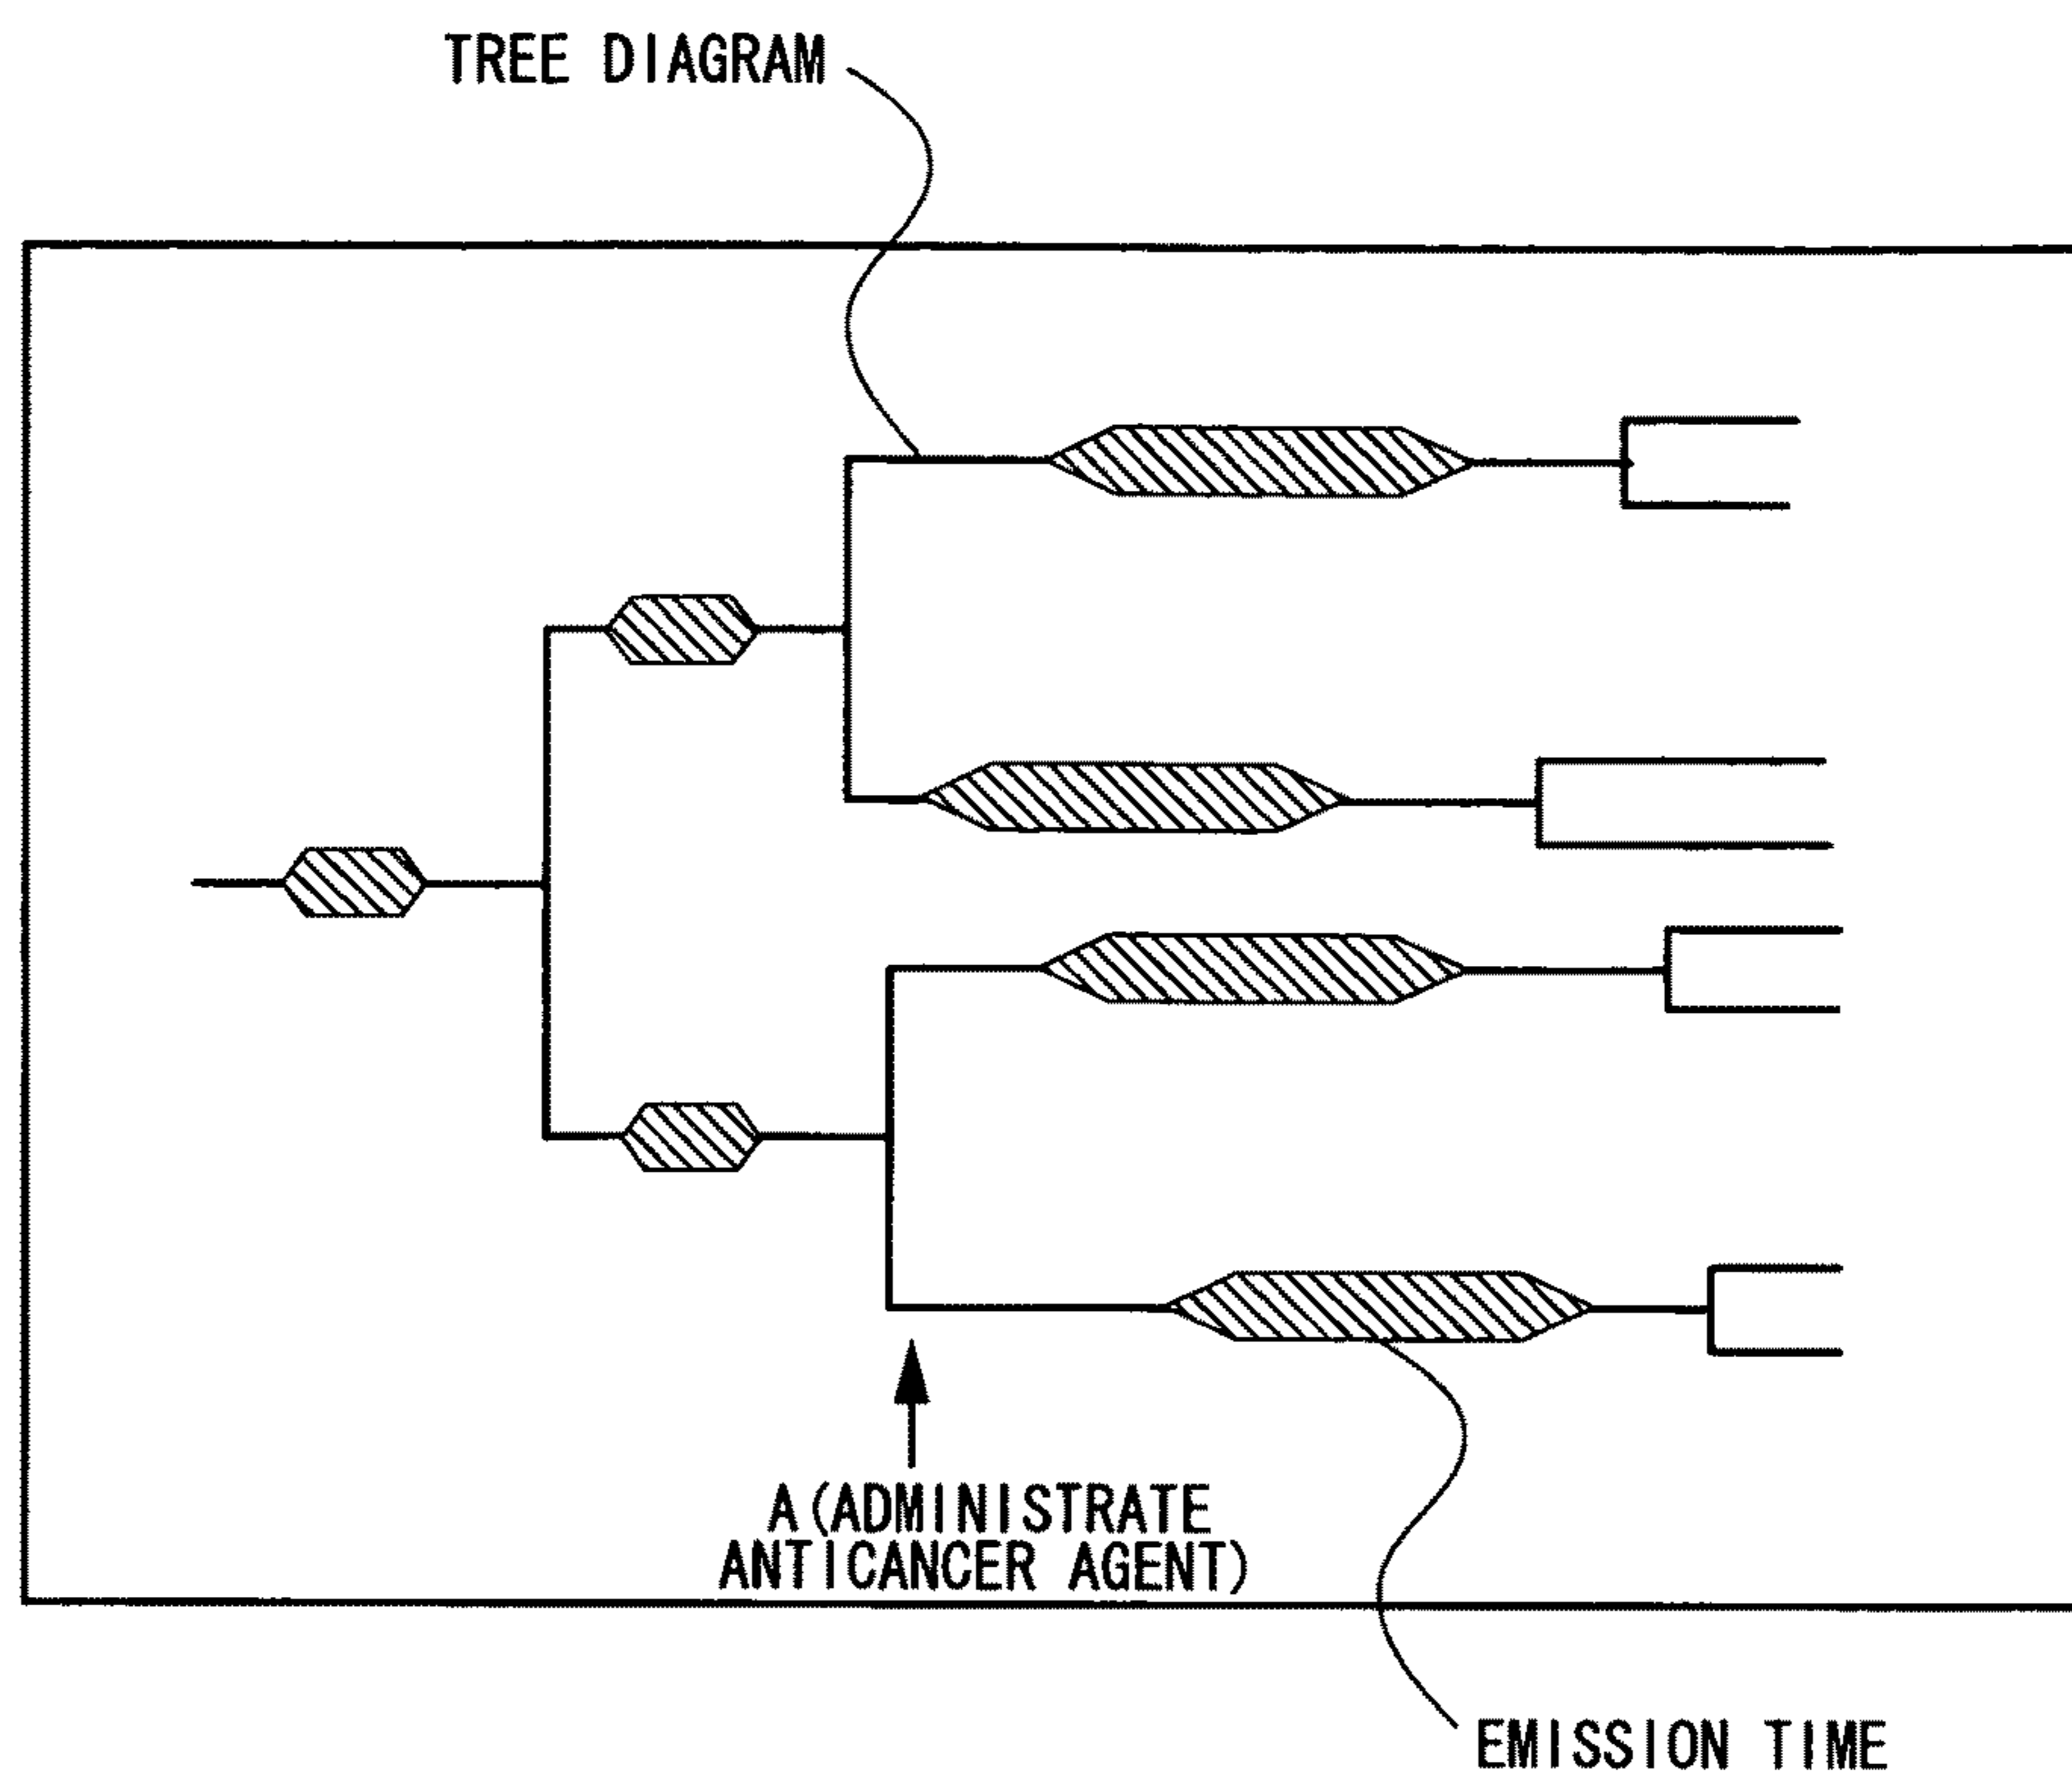 TREE DIAGRAM
A(ADMINISTRATE
ANTICANCER AGENT)
EMISSION TIME